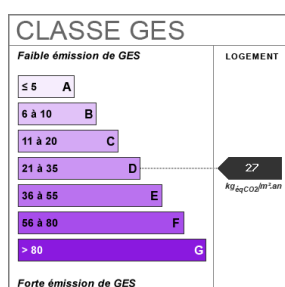 CLASSE GES
Faible émission de GES
LOGEMENT
≤ 5 A
6 à 10 B
11 à 20 C
21 à 35 D
27
kgéqCO2/m².an
36 à 55 E
56 à 80 F
> 80 G
Forte émission de GES